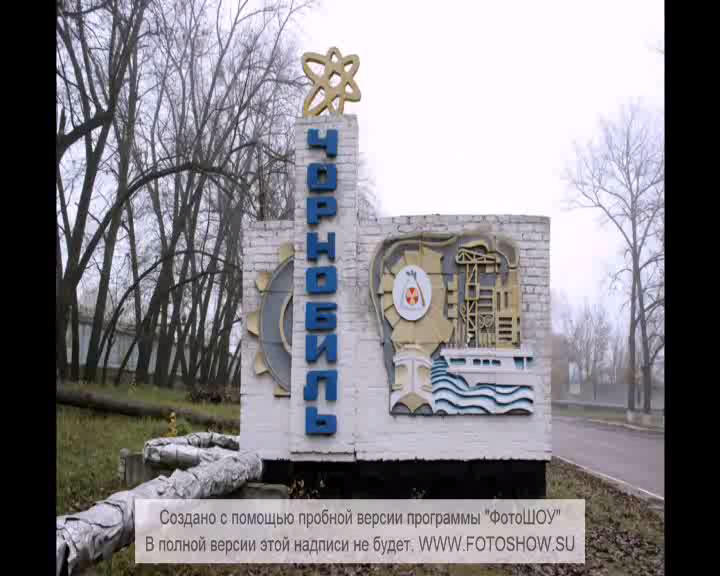 ЧОРНОБИЛЬ
Создано с помощью пробной версии программы "ФотоШОУ"
В полной версии этой надписи не будет. WWW.FOTOSHOW.SU